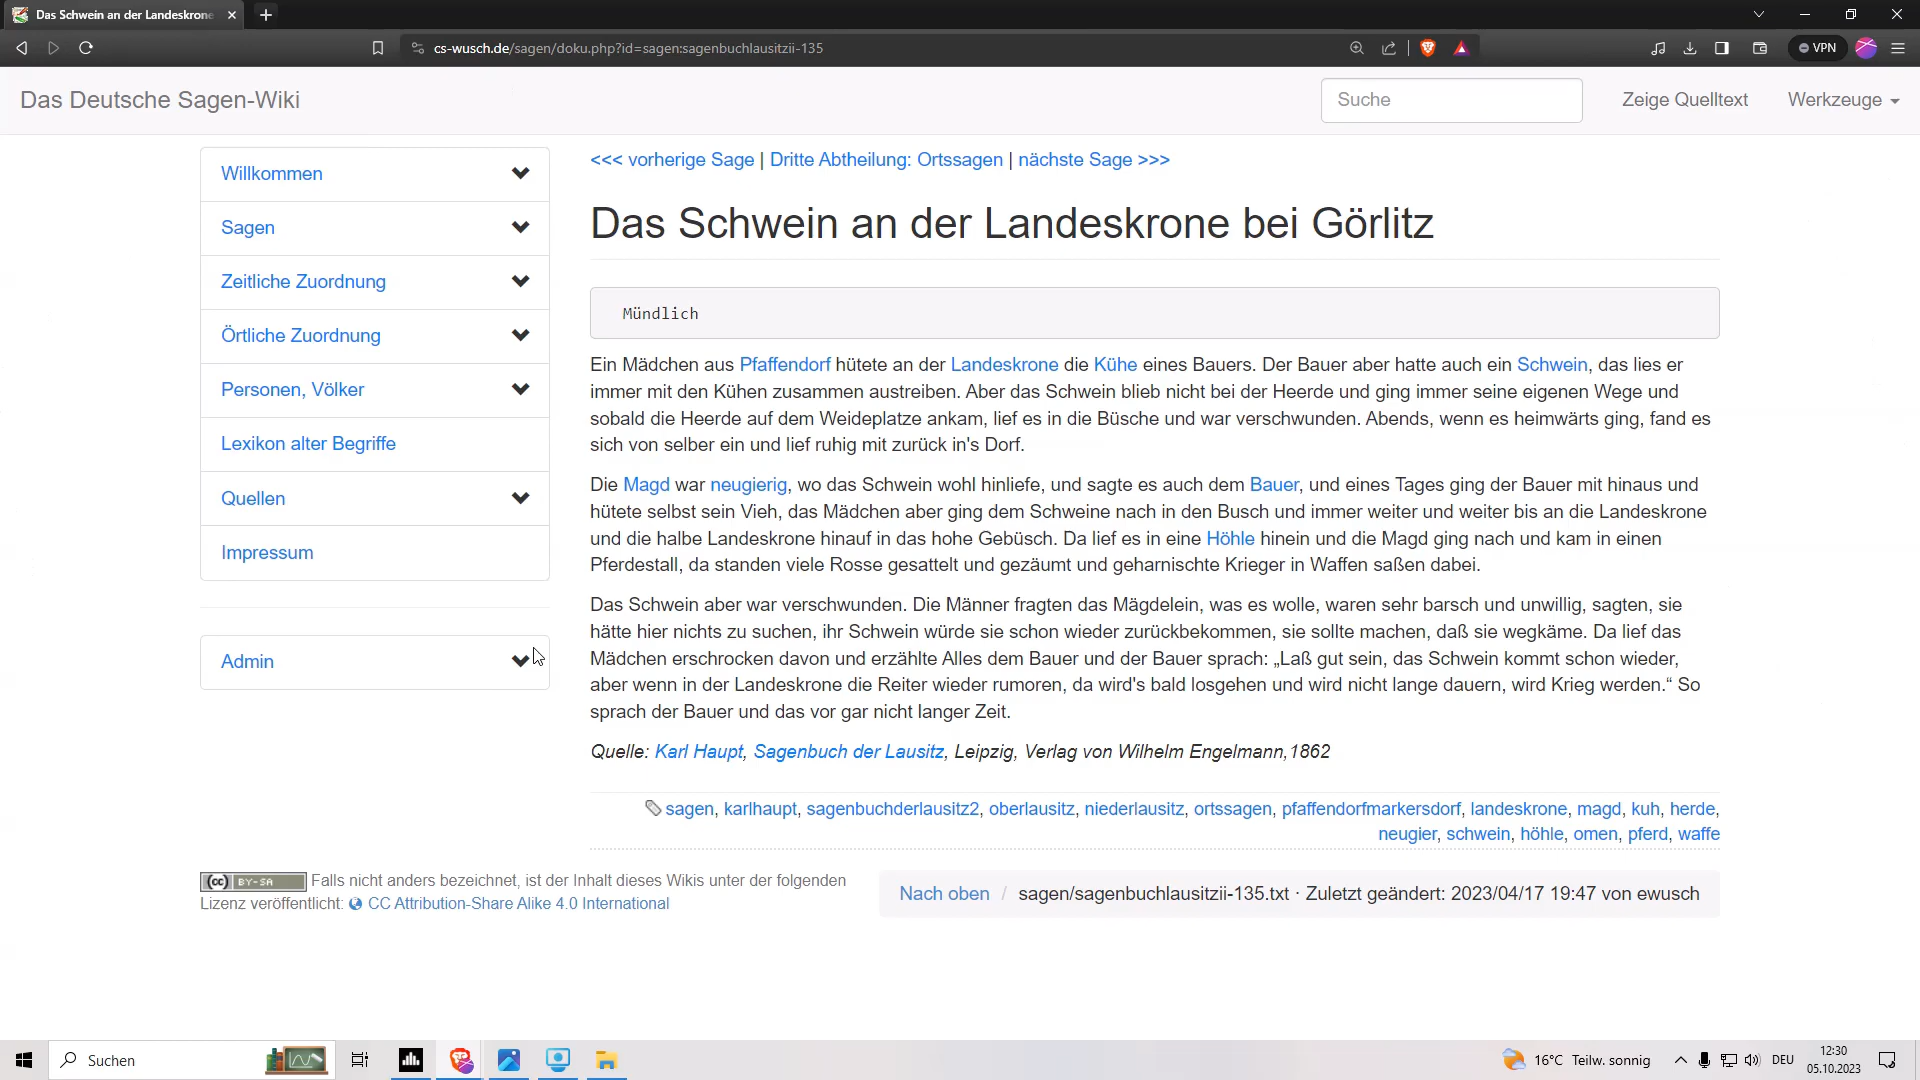 Das Schwein an der Landeskrone
cs-wusch.de/sagen/doku.php?id=sagen:sagenbuchlausitzii-135
VPN
Das Deutsche Sagen-Wiki
Suche
Zeige Quelltext
Werkzeuge
Willkommen
Sagen
Zeitliche Zuordnung
Örtliche Zuordnung
Personen, Völker
Lexikon alter Begriffe
Quellen
Impressum
Admin
<<< vorherige Sage | Dritte Abtheilung: Ortssagen | nächste Sage >>>
Das Schwein an der Landeskrone bei Görlitz
Mündlich
Ein Mädchen aus Pfaffendorf hütete an der Landeskrone die Kühe eines Bauers. Der Bauer aber hatte auch ein Schwein, das lies er
immer mit den Kühen zusammen austreiben. Aber das Schwein blieb nicht bei der Heerde und ging immer seine eigenen Wege und
sobald die Heerde auf dem Weideplatze ankam, lief es in die Büsche und war verschwunden. Abends, wenn es heimwärts ging, fand es
sich von selber ein und lief ruhig mit zurück in's Dorf.
Die Magd war neugierig, wo das Schwein wohl hinliefe, und sagte es auch dem Bauer, und eines Tages ging der Bauer mit hinaus und
hütete selbst sein Vieh, das Mädchen aber ging dem Schweine nach in den Busch und immer weiter und weiter bis an die Landeskrone
und die halbe Landeskrone hinauf in das hohe Gebüsch. Da lief es in eine Höhle hinein und die Magd ging nach und kam in einen
Pferdestall, da standen viele Rosse gesattelt und gezäumt und geharnischte Krieger in Waffen saßen dabei.
Das Schwein aber war verschwunden. Die Männer fragten das Mägdelein, was es wolle, waren sehr barsch und unwillig, sagten, sie
hätte hier nichts zu suchen, ihr Schwein würde sie schon wieder zurückbekommen, sie sollte machen, daß sie wegkäme. Da lief das
Mädchen erschrocken davon und erzählte Alles dem Bauer und der Bauer sprach: „Laß gut sein, das Schwein kommt schon wieder,
aber wenn in der Landeskrone die Reiter wieder rumoren, da wird's bald losgehen und wird nicht lange dauern, wird Krieg werden.“ So
sprach der Bauer und das vor gar nicht langer Zeit.
Quelle: Karl Haupt, Sagenbuch der Lausitz, Leipzig, Verlag von Wilhelm Engelmann,1862
sagen, karlhaupt, sagenbuchderlausitz2, oberlausitz, niederlausitz, ortssagen, pfaffendorfmarkersdorf, landeskrone, magd, kuh, herde,
neugier, schwein, höhle, omen, pferd, waffe
(cc) BY-SA Falls nicht anders bezeichnet, ist der Inhalt dieses Wikis unter der folgenden
Lizenz veröffentlicht: CC Attribution-Share Alike 4.0 International
Nach oben / sagen/sagenbuchlausitzii-135.txt · Zuletzt geändert: 2023/04/17 19:47 von ewusch
Suchen
16°C Teilw. sonnig
DEU
12:30
05.10.2023